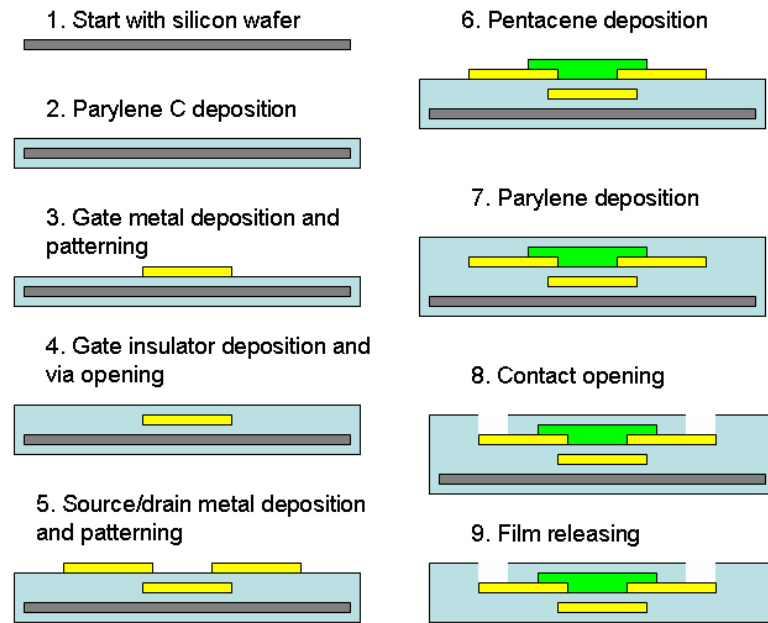 1. Start with silicon wafer
2. Parylene C deposition
3. Gate metal deposition and
patterning
4. Gate insulator deposition and
via opening
5. Source/drain metal deposition
and patterning
6. Pentacene deposition
7. Parylene deposition
8. Contact opening
9. Film releasing